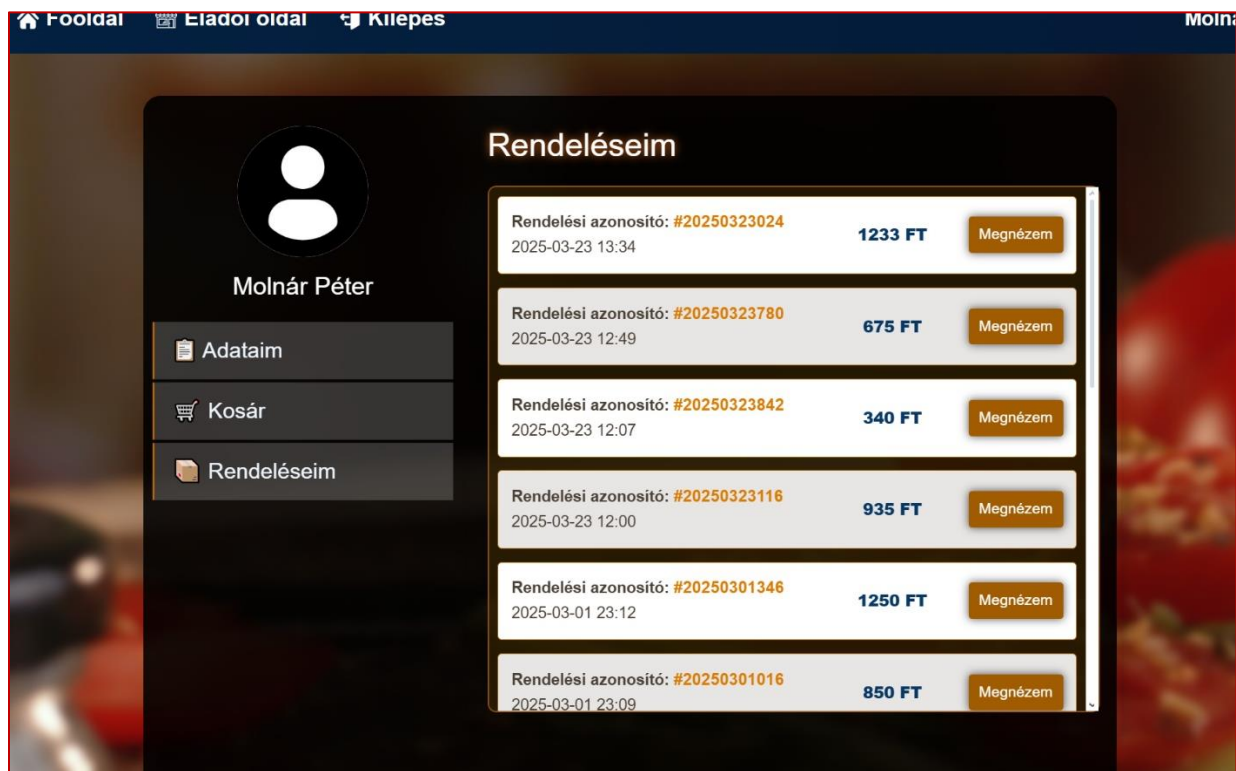 Főoldal Eladói oldal Kilépés
Rendeléseim
Molnár Péter
Adataim
Kosár
Rendeléseim
Rendelési azonosító: #20250323024
2025-03-23 13:34
1233 FT
Megnézem
Rendelési azonosító: #20250323780
2025-03-23 12:49
675 FT
Megnézem
Rendelési azonosító: #20250323842
2025-03-23 12:07
340 FT
Megnézem
Rendelési azonosító: #20250323116
2025-03-23 12:00
935 FT
Megnézem
Rendelési azonosító: #20250301346
2025-03-01 23:12
1250 FT
Megnézem
Rendelési azonosító: #20250301016
2025-03-01 23:09
850 FT
Megnézem